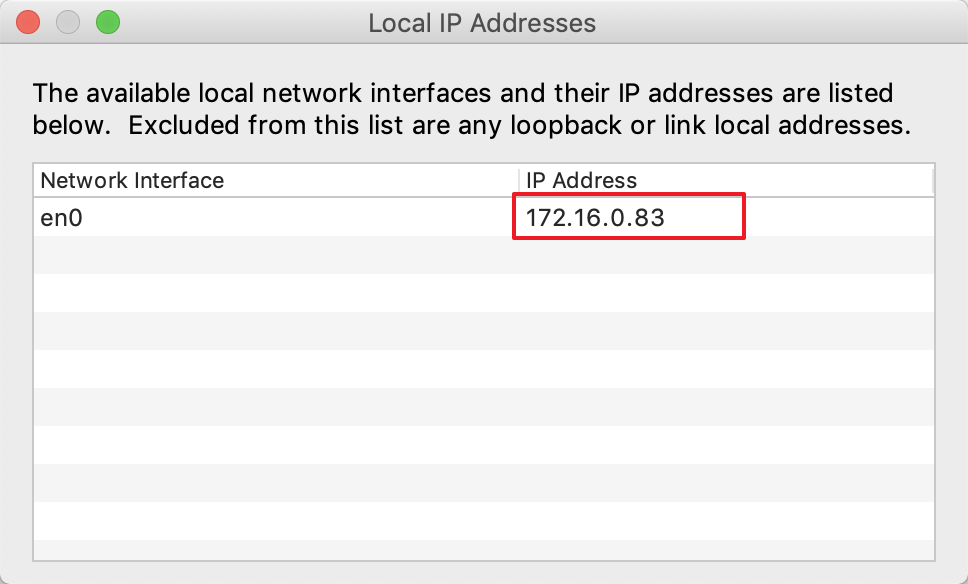 Local IP Addresses
The available local network interfaces and their IP addresses are listed
below.  Excluded from this list are any loopback or link local addresses.
Network Interface IP Address
en0 172.16.0.83